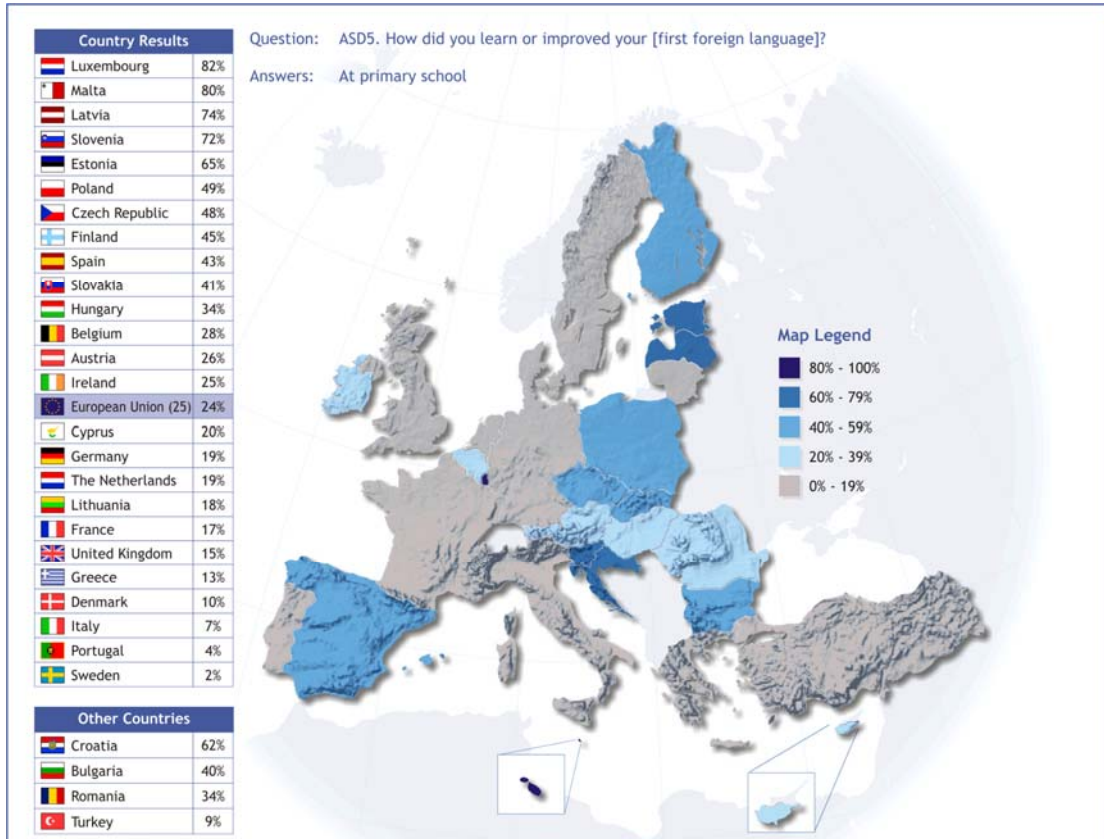 Country Results
Luxembourg 82%
Malta 80%
Latvia 74%
Slovenia 72%
Estonia 65%
Poland 49%
Czech Republic 48%
Finland 45%
Spain 43%
Slovakia 41%
Hungary 34%
Belgium 28%
Austria 26%
Ireland 25%
European Union (25) 24%
Cyprus 20%
Germany 19%
The Netherlands 19%
Lithuania 18%
France 17%
United Kingdom 15%
Greece 13%
Denmark 10%
Italy 7%
Portugal 4%
Sweden 2%
Other Countries
Croatia 62%
Bulgaria 40%
Romania 34%
Turkey 9%
Question: ASD5. How did you learn or improved your [first foreign language]?
Answers: At primary school
Map Legend
80% - 100%
60% - 79%
40% - 59%
20% - 39%
0% - 19%